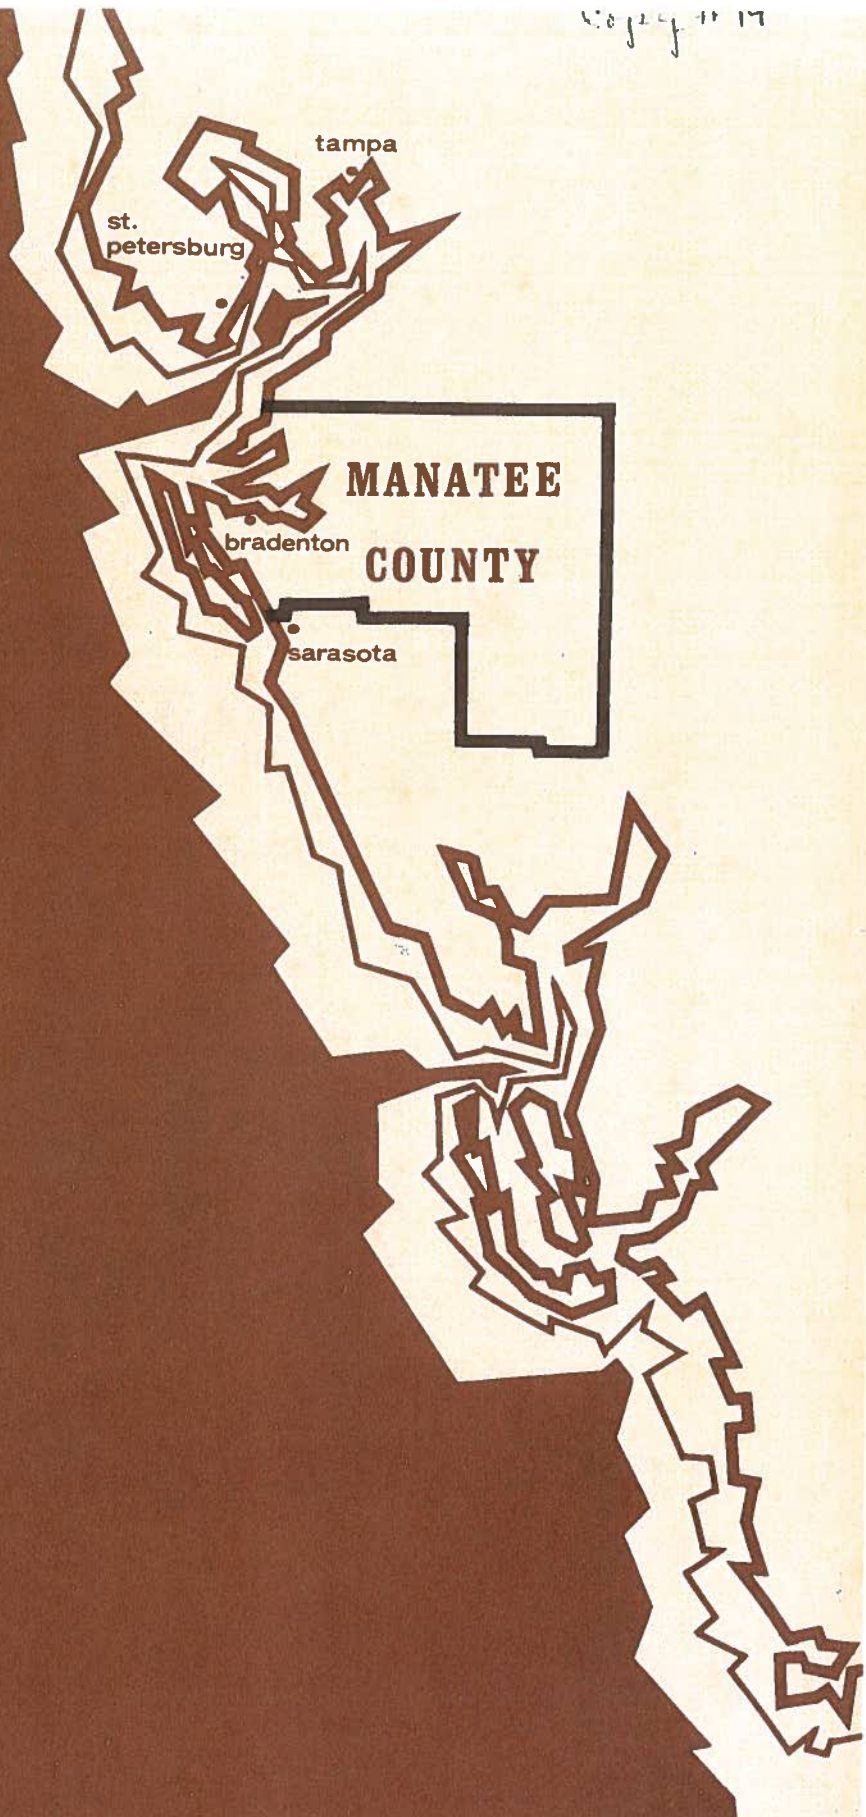 tampa
st.
petersburg
MANATEE
COUNTY
bradenton
sarasota